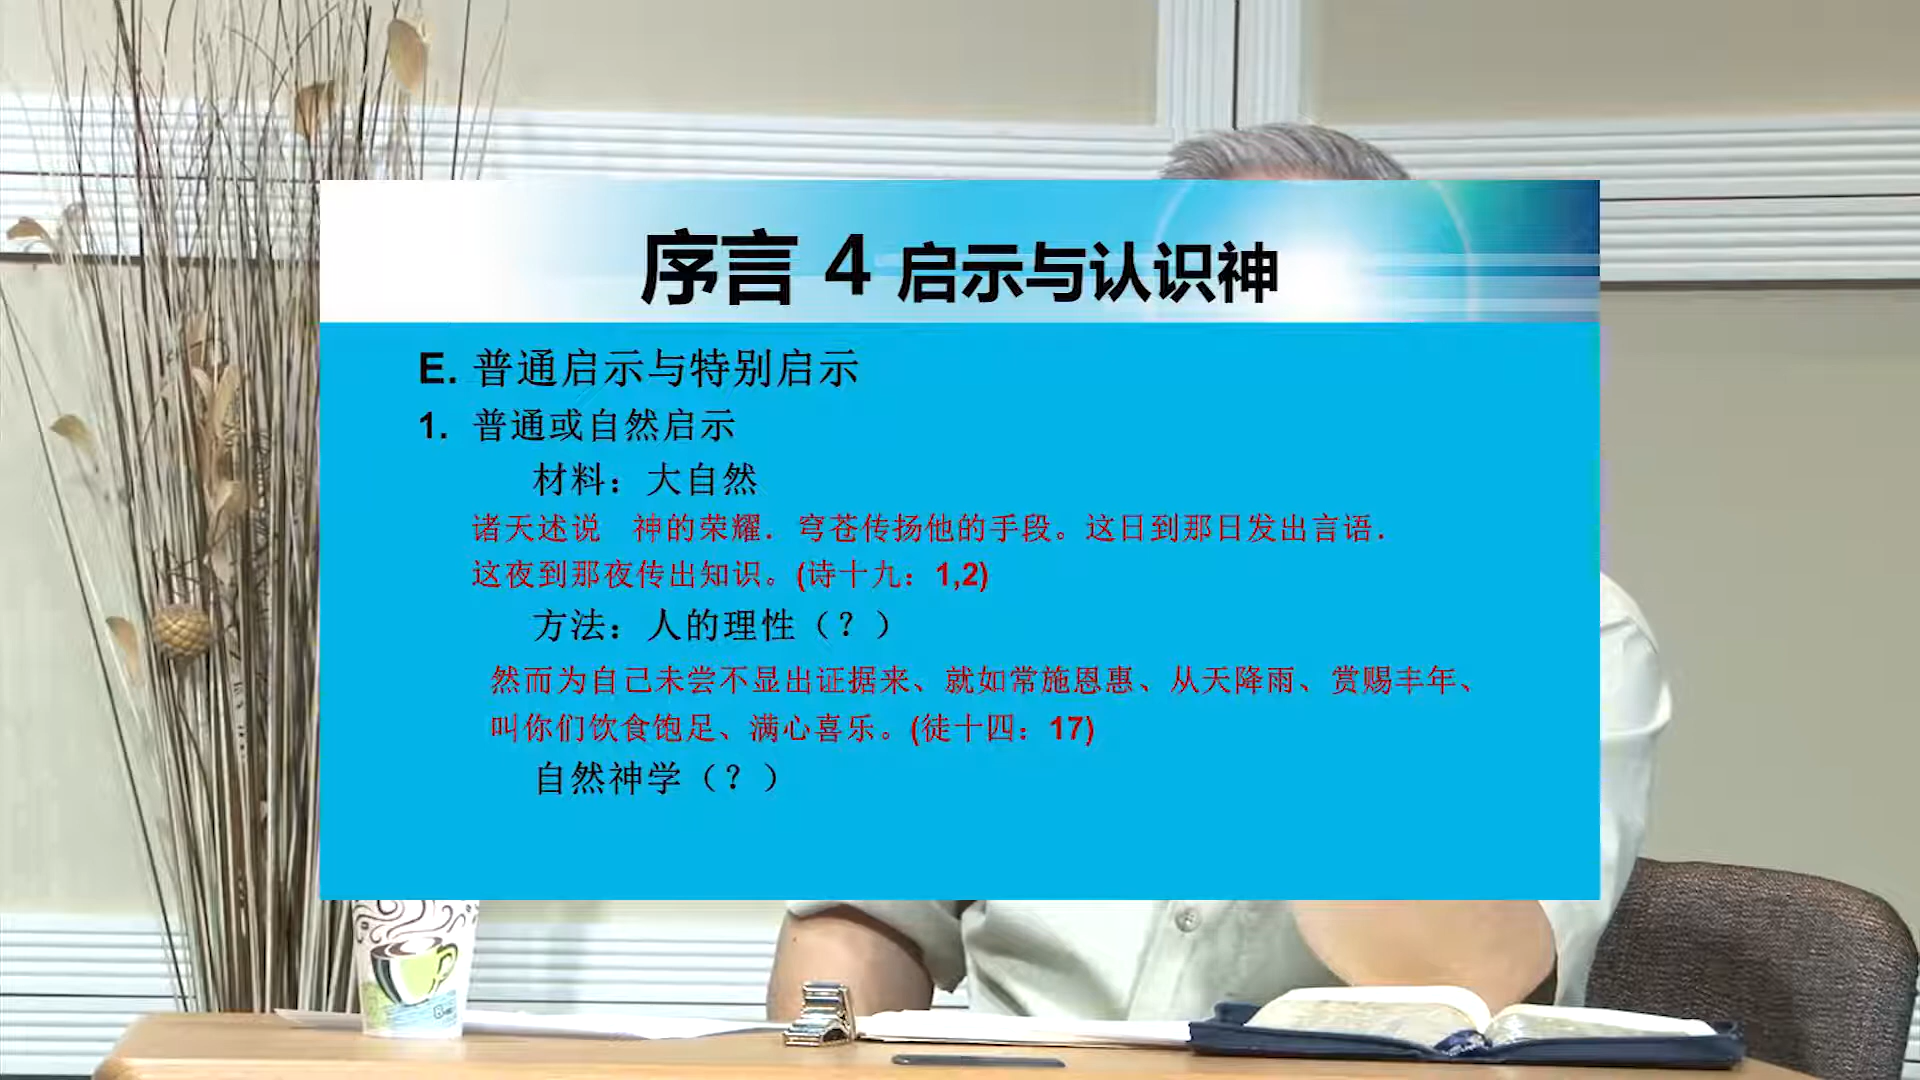 序言 4 启示与认识神
E. 普通启示与特别启示
1. 普通或自然启示
材料：大自然
诸天述说 神的荣耀．穹苍传扬他的手段。这日到那日发出言语．
这夜到那夜传出知识。(诗十九：1,2)
方法：人的理性（？）
然而为自己未尝不显出证据来、就如常施恩惠、从天降雨、赏赐丰年、
叫你们饮食饱足、满心喜乐。(徒十四：17)
自然神学（？）